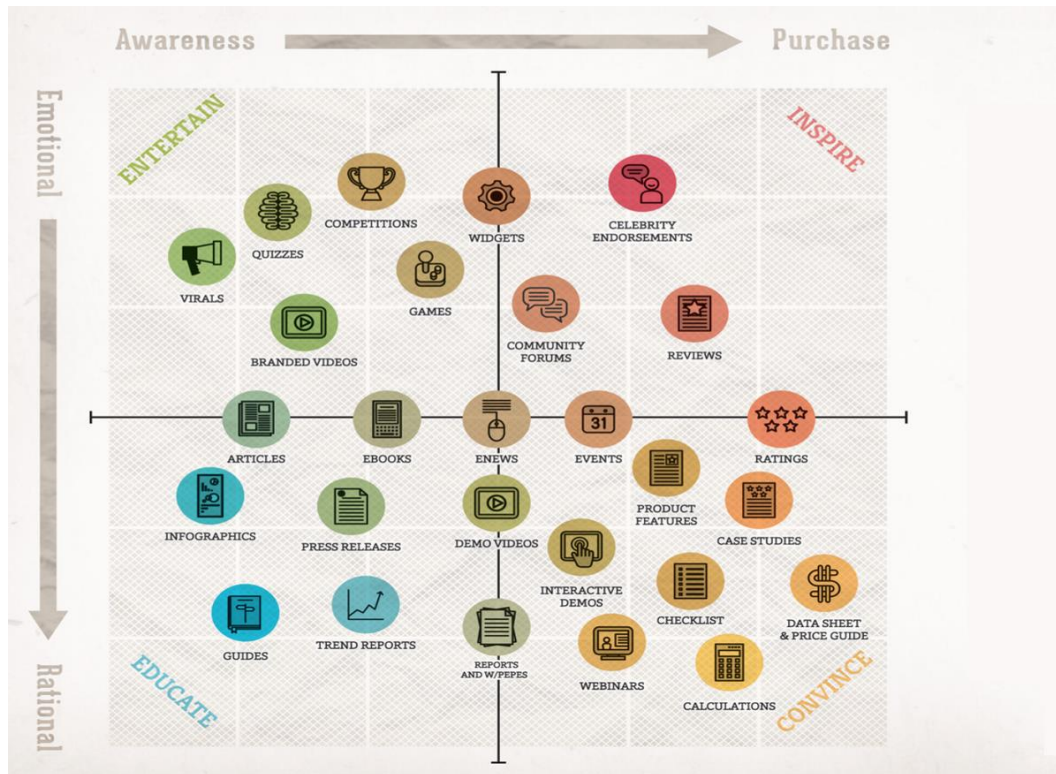 Awareness
Purchase
Emotional
ENTERTAIN
INSPIRE
COMPETITIONS
WIDGETS
CELEBRITY
ENDORSEMENTS
QUIZZES
VIRALS
GAMES
BRANDED VIDEOS
COMMUNITY
FORUMS
REVIEWS
31
ARTICLES
EBOOKS
ENEWS
EVENTS
RATINGS
INFOGRAPHICS
PRESS RELEASES
DEMO VIDEOS
PRODUCT
FEATURES
CASE STUDIES
INTERACTIVE
DEMOS
CHECKLIST
DATA SHEET
& PRICE GUIDE
GUIDES
TREND REPORTS
REPORTS
AND W/PEPES
WEBINARS
CALCULATIONS
EDUCATE
CONVINCE
Rational